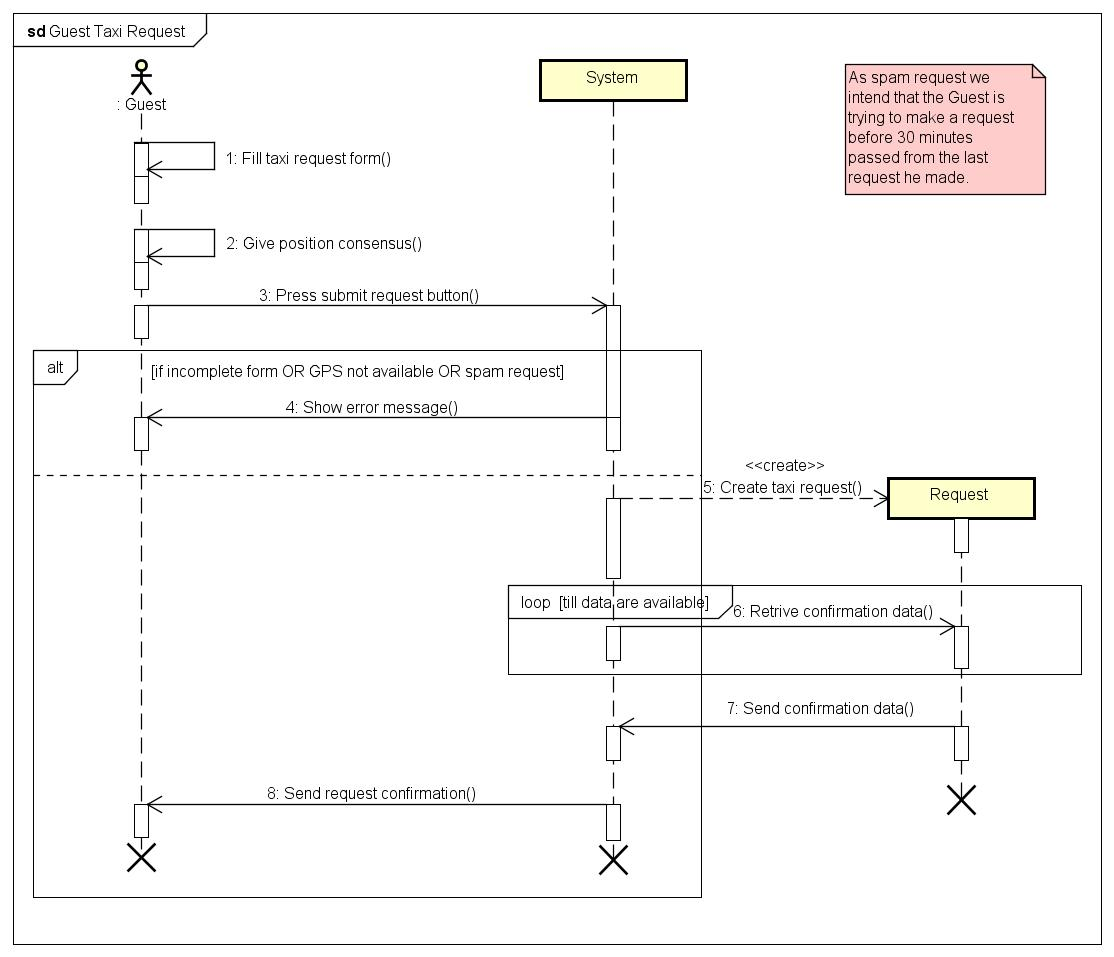 sd Guest Taxi Request
: Guest
System
As spam request we
intend that the Guest is
trying to make a request
before 30 minutes
passed from the last
request he made.
1: Fill taxi request form()
2: Give position consensus()
3: Press submit request button()
alt
[if incomplete form OR GPS not available OR spam request]
4: Show error message()
<<create>>
5: Create taxi request()
Request
loop [till data are available]
6: Retrive confirmation data()
7: Send confirmation data()
8: Send request confirmation()